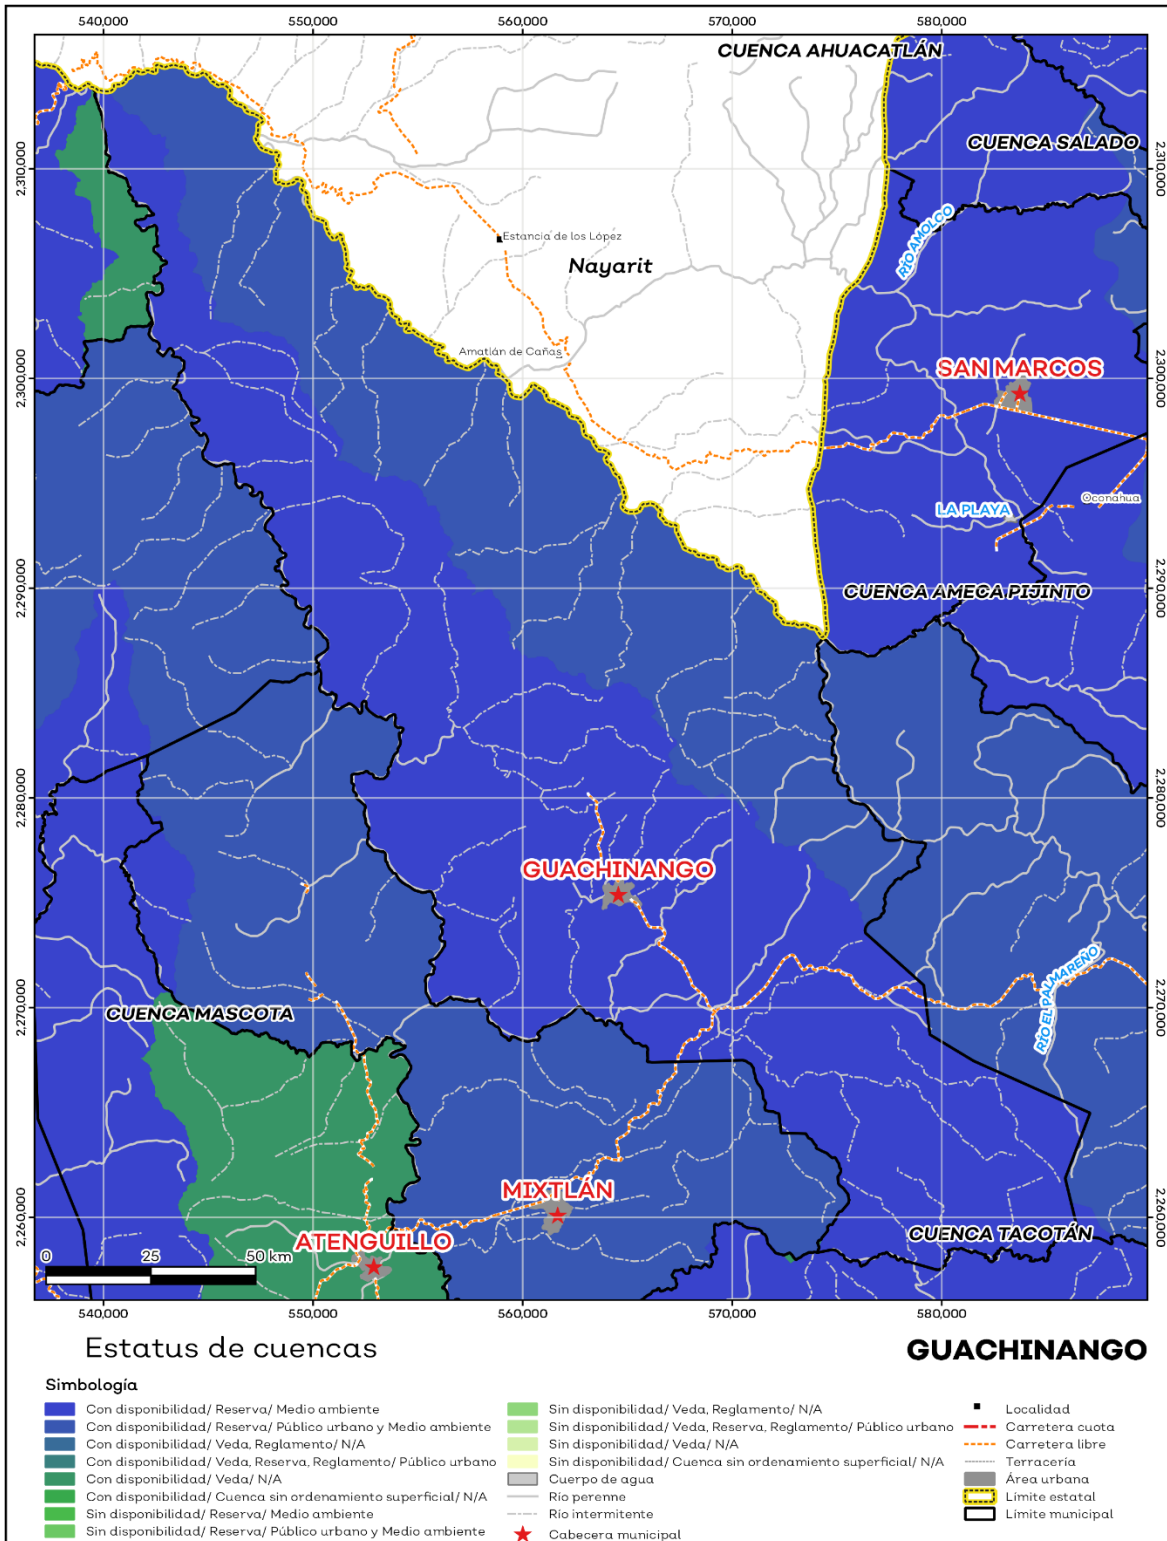 540,000 550,000 560,000 570,000 580,000
CUENCA AHUACATLÁN
CUENCA SALADO
2,310,000 2,310,000
RÍO AMOLCO
Estancia de los López
Nayarit
Amatlán de Cañas
SAN MARCOS
2,300,000 2,300,000
Oconahua
LA PLAYA
2,290,000 2,290,000
CUENCA AMECA PIJINTO
2,280,000 2,280,000
GUACHINANGO
RÍO EL PALMAREÑO
CUENCA MASCOTA
2,270,000 2,270,000
MIXTLÁN
2,260,000 2,260,000
CUENCA TACOTÁN
ATENGUILLO
0 25 50 km
540,000 550,000 560,000 570,000 580,000
Estatus de cuencas
GUACHINANGO
Simbología
Con disponibilidad/ Reserva/ Medio ambiente
Con disponibilidad/ Reserva/ Público urbano y Medio ambiente
Con disponibilidad/ Veda, Reglamento/ N/A
Con disponibilidad/ Veda, Reserva, Reglamento/ Público urbano
Con disponibilidad/ Veda/ N/A
Con disponibilidad/ Cuenca sin ordenamiento superficial/ N/A
Sin disponibilidad/ Reserva/ Medio ambiente
Sin disponibilidad/ Reserva/ Público urbano y Medio ambiente
Sin disponibilidad/ Veda, Reglamento/ N/A
Sin disponibilidad/ Veda, Reserva, Reglamento/ Público urbano
Sin disponibilidad/ Veda/ N/A
Sin disponibilidad/ Cuenca sin ordenamiento superficial/ N/A
Cuerpo de agua
Río perenne
Río intermitente
Cabecera municipal
Localidad
Carretera cuota
Carretera libre
Terracería
Área urbana
Límite estatal
Límite municipal